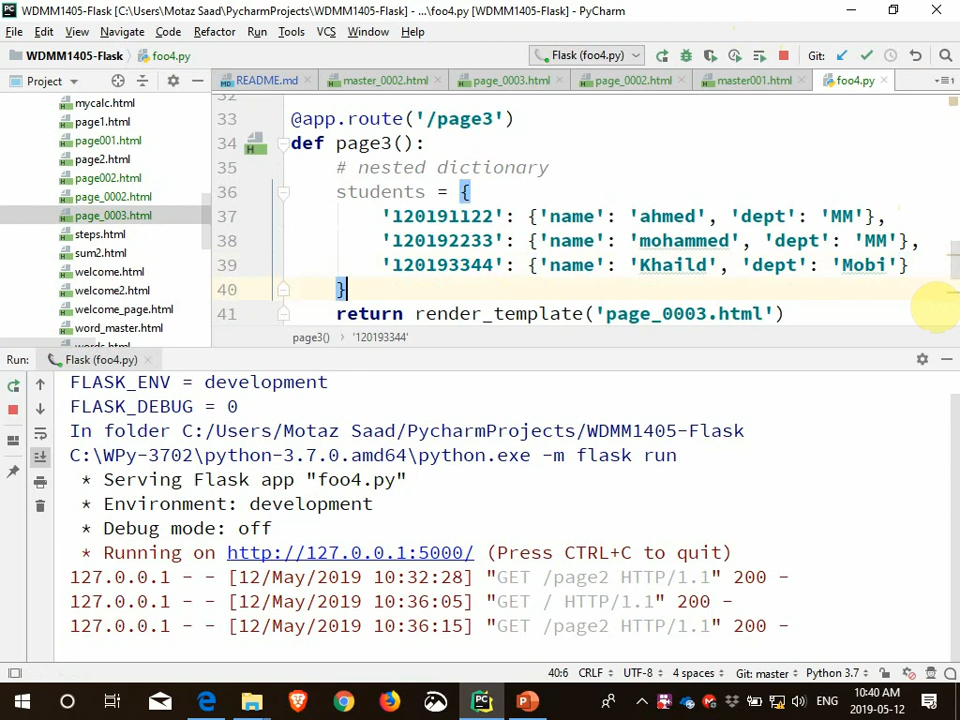 WDMM1405-Flask [C:\Users\Motaz Saad\PycharmProjects\WDMM1405-Flask] - ...\foo4.py [WDMM1405-Flask] - PyCharm
File Edit View Navigate Code Refactor Run Tools VCS Window Help
WDMM1405-Flask foo4.py Flask (foo4.py) Git:
Project README.md master_0002.html page_0003.html page_0002.html master001.html foo4.py
mycalc.html
page1.html
page001.html
page2.html
page002.html
page_0002.html
page_0003.html
steps.html
sum2.html
welcome.html
welcome2.html
welcome_page.html
word_master.html
words.html
32
33 @app.route('/page3')
34 def page3():
35 # nested dictionary
36 students = {
37 '120191122': {'name': 'ahmed', 'dept': 'MM'},
38 '120192233': {'name': 'mohammed', 'dept': 'MM'},
39 '120193344': {'name': 'Khaild', 'dept': 'Mobi'}
40 }
41 return render_template('page_0003.html')
page3() › '120193344'
Run: Flask (foo4.py)
FLASK_ENV = development
FLASK_DEBUG = 0
In folder C:/Users/Motaz Saad/PycharmProjects/WDMM1405-Flask
C:\WPy-3702\python-3.7.0.amd64\python.exe -m flask run
* Serving Flask app "foo4.py"
* Environment: development
* Debug mode: off
* Running on http://127.0.0.1:5000/ (Press CTRL+C to quit)
127.0.0.1 - - [12/May/2019 10:32:28] "GET /page2 HTTP/1.1" 200 -
127.0.0.1 - - [12/May/2019 10:36:05] "GET / HTTP/1.1" 200 -
127.0.0.1 - - [12/May/2019 10:36:15] "GET /page2 HTTP/1.1" 200 -
40:6 CRLF UTF-8 4 spaces Git: master Python 3.7
ENG 10:40 AM
2019-05-12